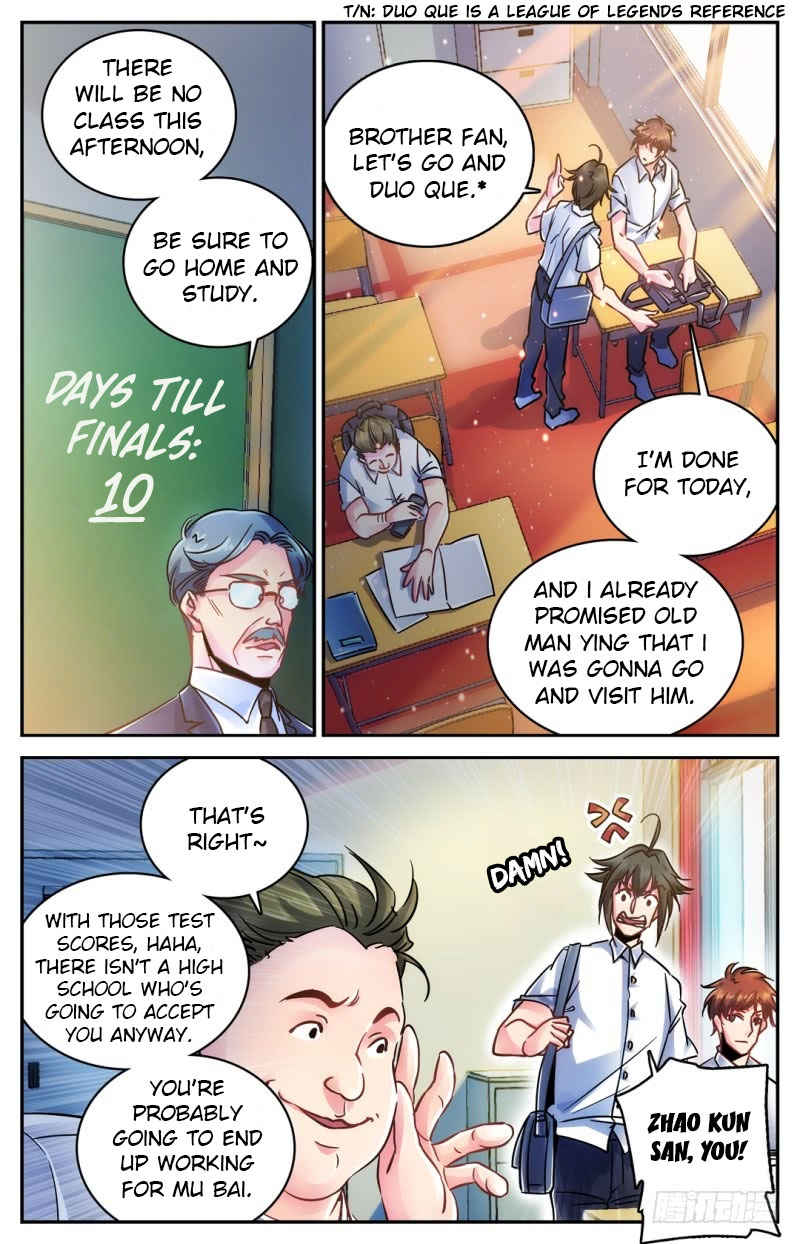 T/N: DUO QUE IS A LEAGUE OF LEGENDS REFERENCE
THERE
WILL BE NO
CLASS THIS
AFTERNOON,
BE SURE TO
GO HOME AND
STUDY.
DAYS TILL
FINALS:
10
BROTHER FAN,
LET'S GO AND
DUO QUE.*
I'M DONE
FOR TODAY,
AND I ALREADY
PROMISED OLD
MAN YING THAT I
WAS GONNA GO
AND VISIT HIM.
THAT'S
RIGHT~
WITH THOSE TEST
SCORES, HAHA,
THERE ISN'T A HIGH
SCHOOL WHO'S
GOING TO ACCEPT
YOU ANYWAY.
YOU'RE
PROBABLY
GOING TO END
UP WORKING
FOR MU BAI.
DAMN!
ZHAO KUN
SAN, YOU!
腾讯动漫